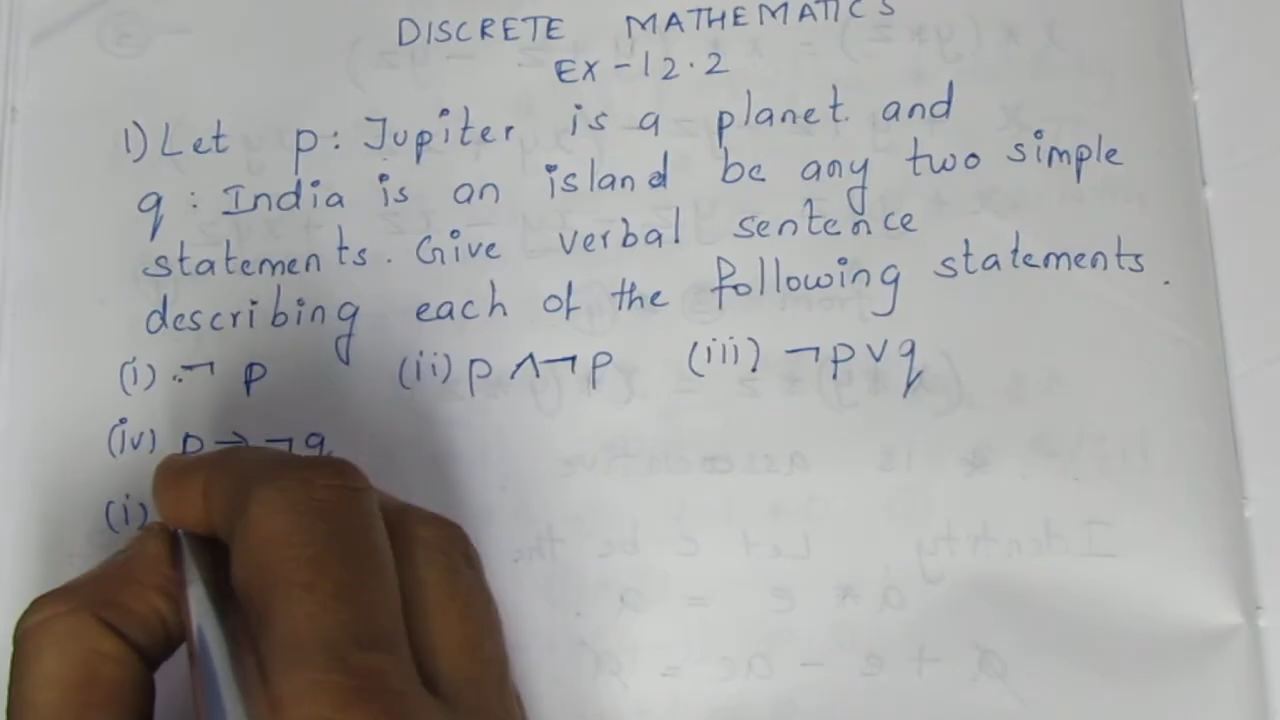 DISCRETE MATHEMATICS
EX-12.2
1) Let p: Jupiter is a planet and
q: India is an island be any two simple
statements. Give verbal sentence
describing each of the following statements.
(i) ¬ p (ii) p ∧ ¬ p (iii) ¬ p ∨ q
(iv) p → ¬ q
(i)